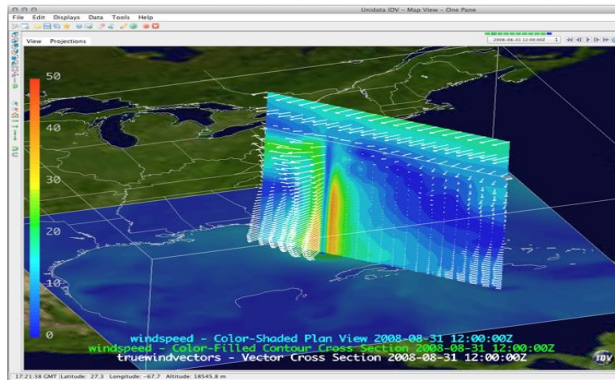 Unidata IDV - Map View - One Pane
File Edit Displays Data Tools Help
View Projections
2008-08-31 12:00:00Z
50
40
30
20
10
0
windspeed - Color-Shaded Plan View 2008-08-31 12:00:00Z
windspeed - Color-Filled Contour Cross Section 2008-08-31 12:00:00Z
truewindvectors - Vector Cross Section 2008-08-31 12:00:00Z
IDV
17:21:58 GMT Latitude: 27.3 Longitude: -67.7 Altitude: 18545.8 m